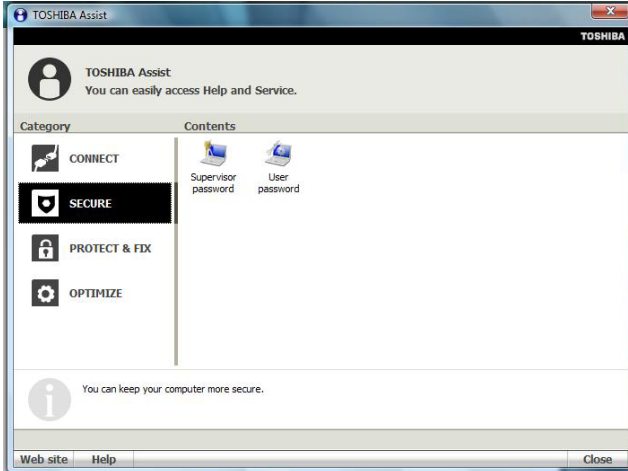 TOSHIBA Assist
TOSHIBA
TOSHIBA Assist
You can easily access Help and Service.
Category
Contents
CONNECT
SECURE
PROTECT & FIX
OPTIMIZE
Supervisor
password
User
password
You can keep your computer more secure.
Web site
Help
Close